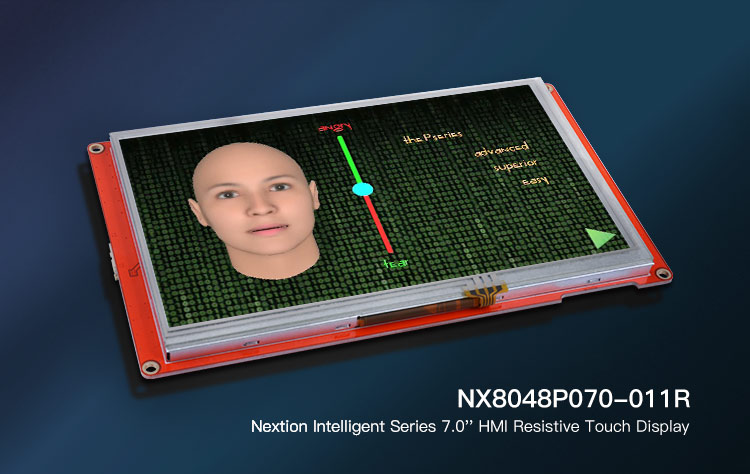 angry
the P series
advanced
superior
easy
fear
NX8048P070-011R
Nextion Intelligent Series 7.0’’ HMI Resistive Touch Display